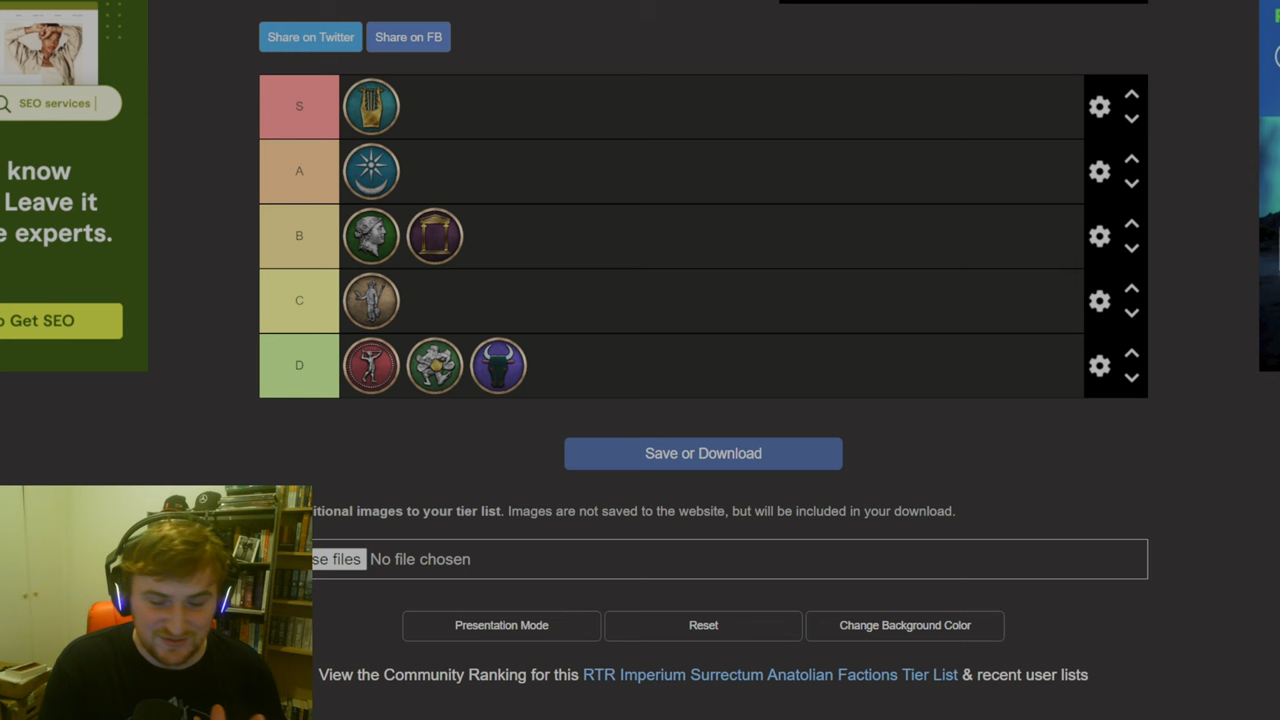 Share on Twitter
Share on FB
SEO services
know
Leave it
e experts.
o Get SEO
S
A
B
C
D
Save or Download
itional images to your tier list. Images are not saved to the website, but will be included in your download.
se files No file chosen
Presentation Mode
Reset
Change Background Color
View the Community Ranking for this RTR Imperium Surrectum Anatolian Factions Tier List & recent user lists